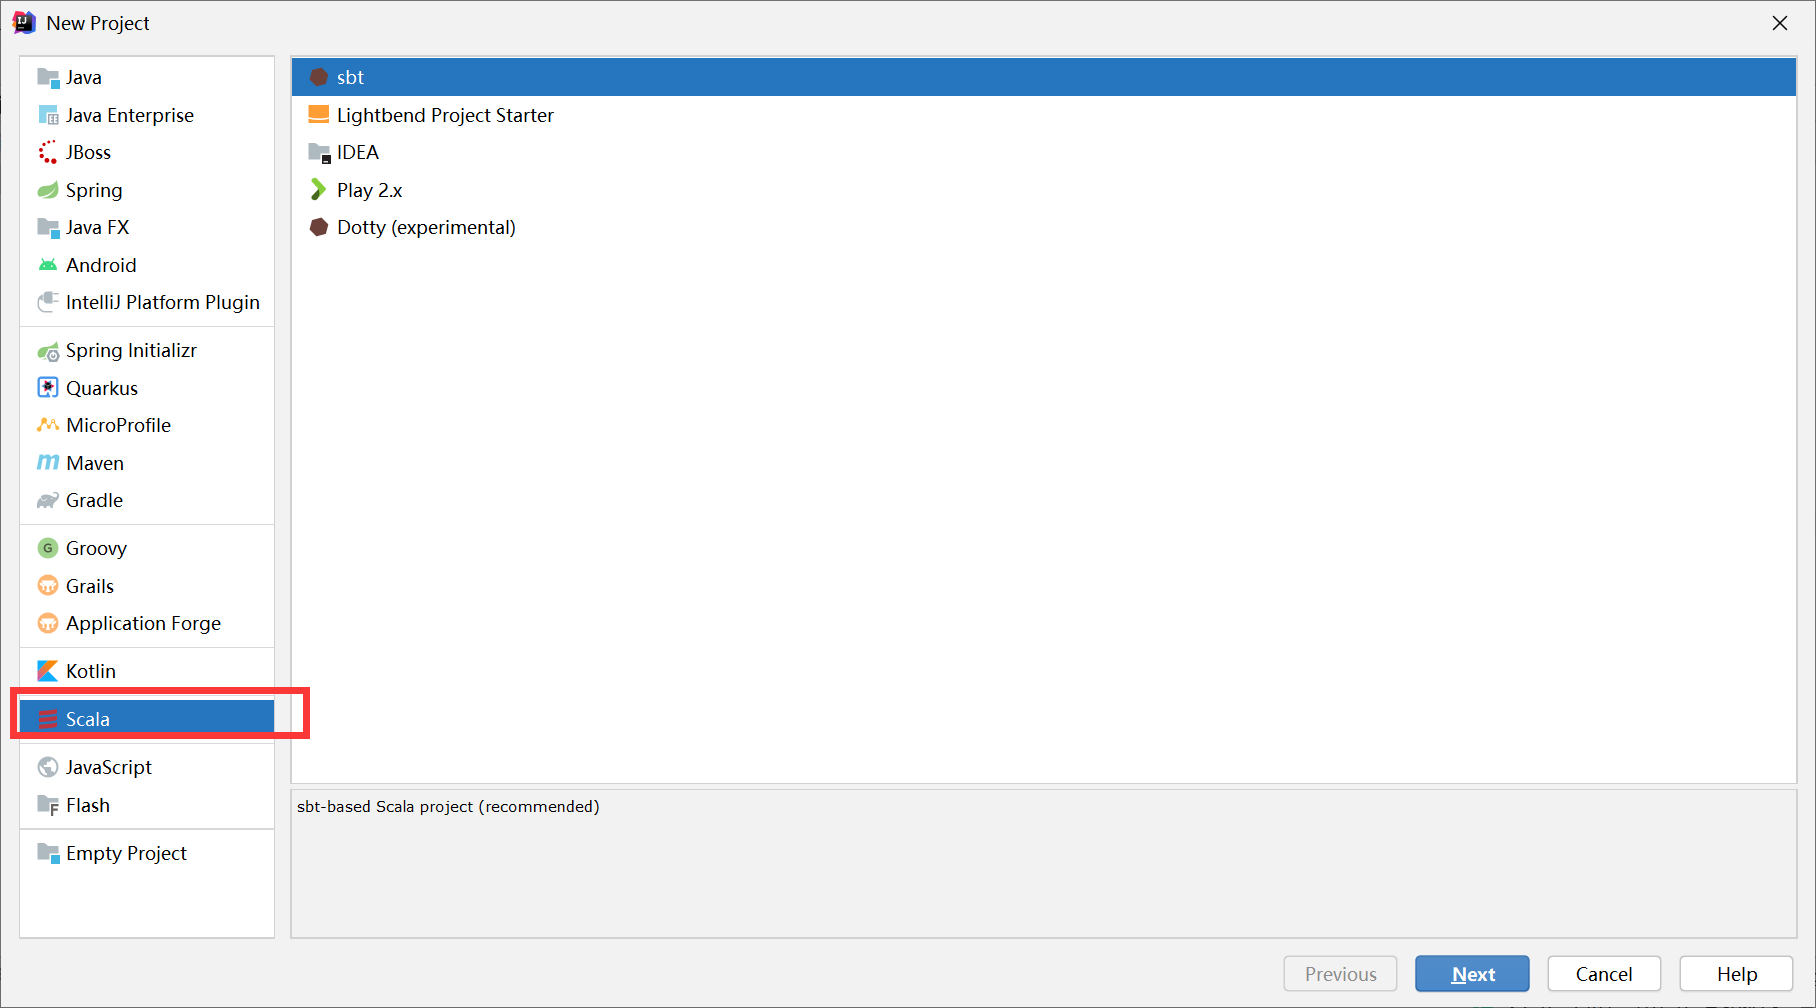 New Project
Java
Java Enterprise
JBoss
Spring
Java FX
Android
IntelliJ Platform Plugin
Spring Initializr
Quarkus
MicroProfile
Maven
Gradle
Groovy
Grails
Application Forge
Kotlin
Scala
JavaScript
Flash
Empty Project
sbt
Lightbend Project Starter
IDEA
Play 2.x
Dotty (experimental)
sbt-based Scala project (recommended)
Previous
Next
Cancel
Help